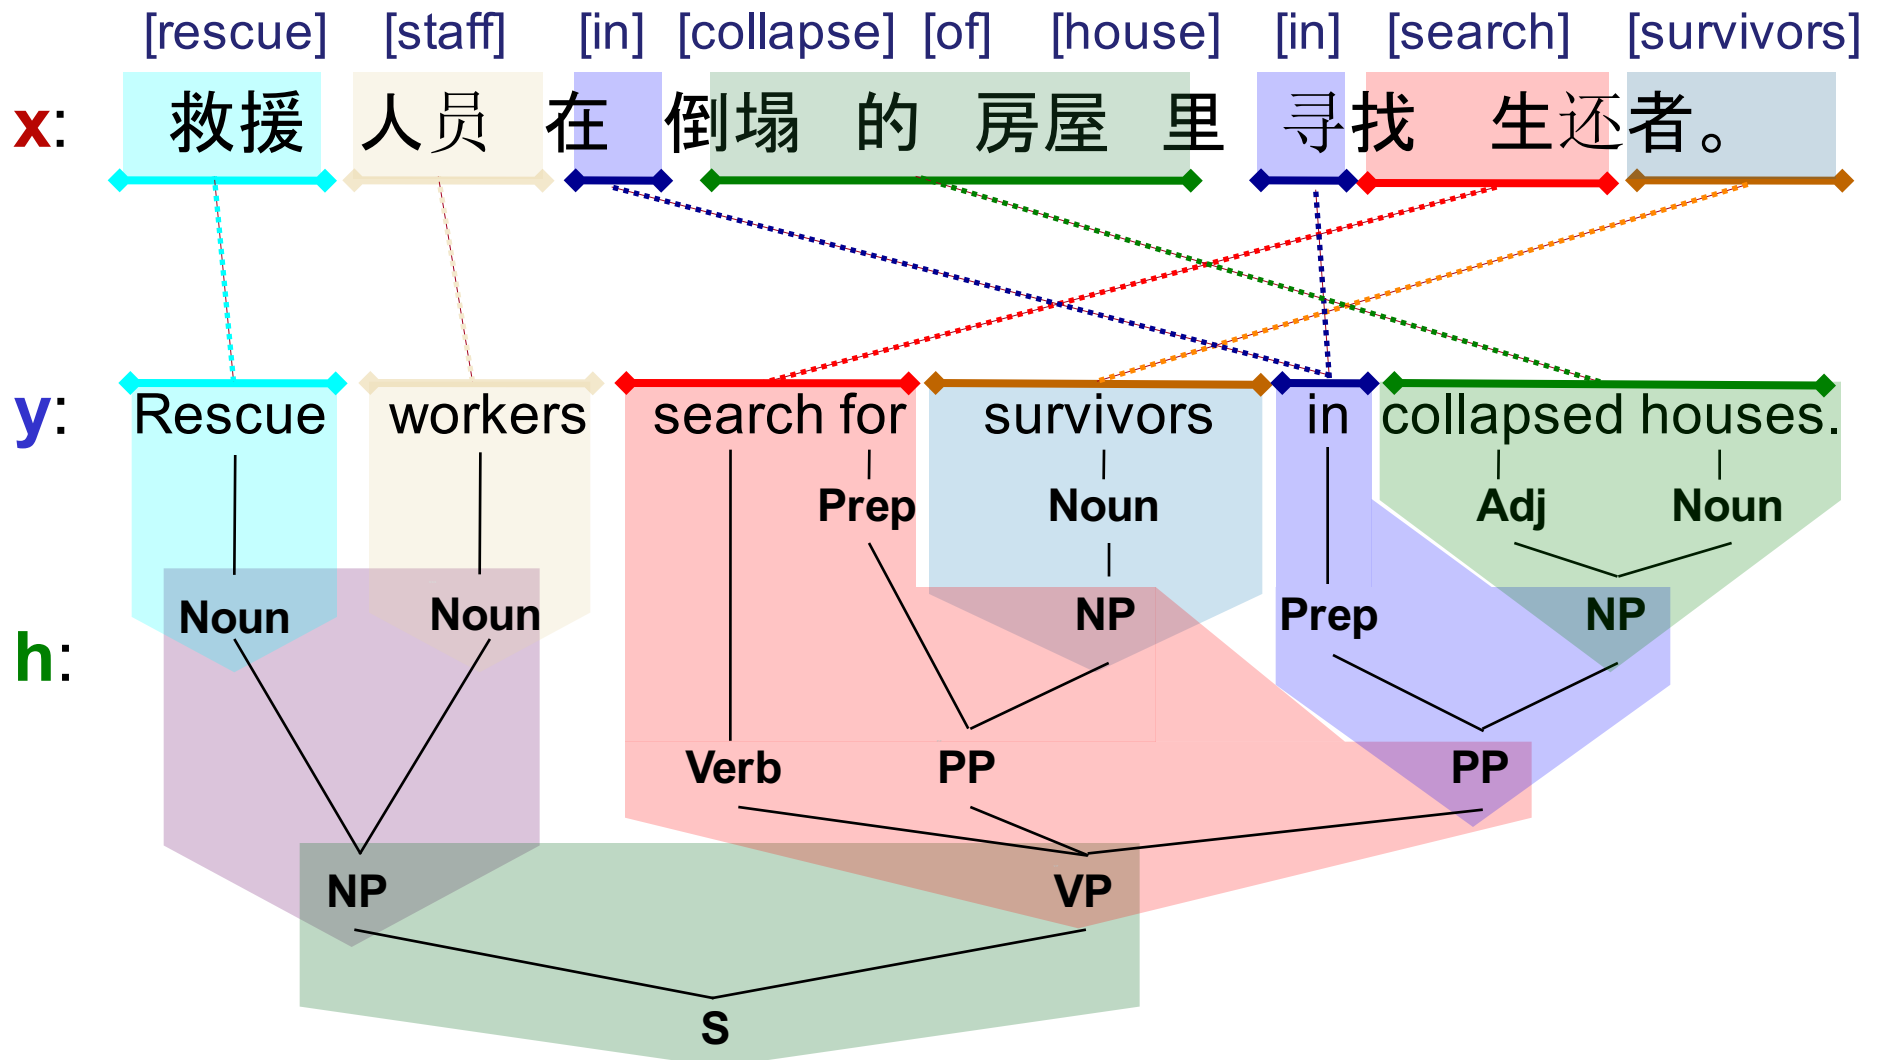 [rescue] [staff] [in] [collapse] [of] [house] [in] [search] [survivors]
x: 救援 人员 在 倒塌 的 房屋 里 寻找 生还者。
y: Rescue workers search for survivors in collapsed houses.
Prep Noun Adj Noun
Noun Noun NP Prep NP
h:
Verb PP PP
NP VP
S